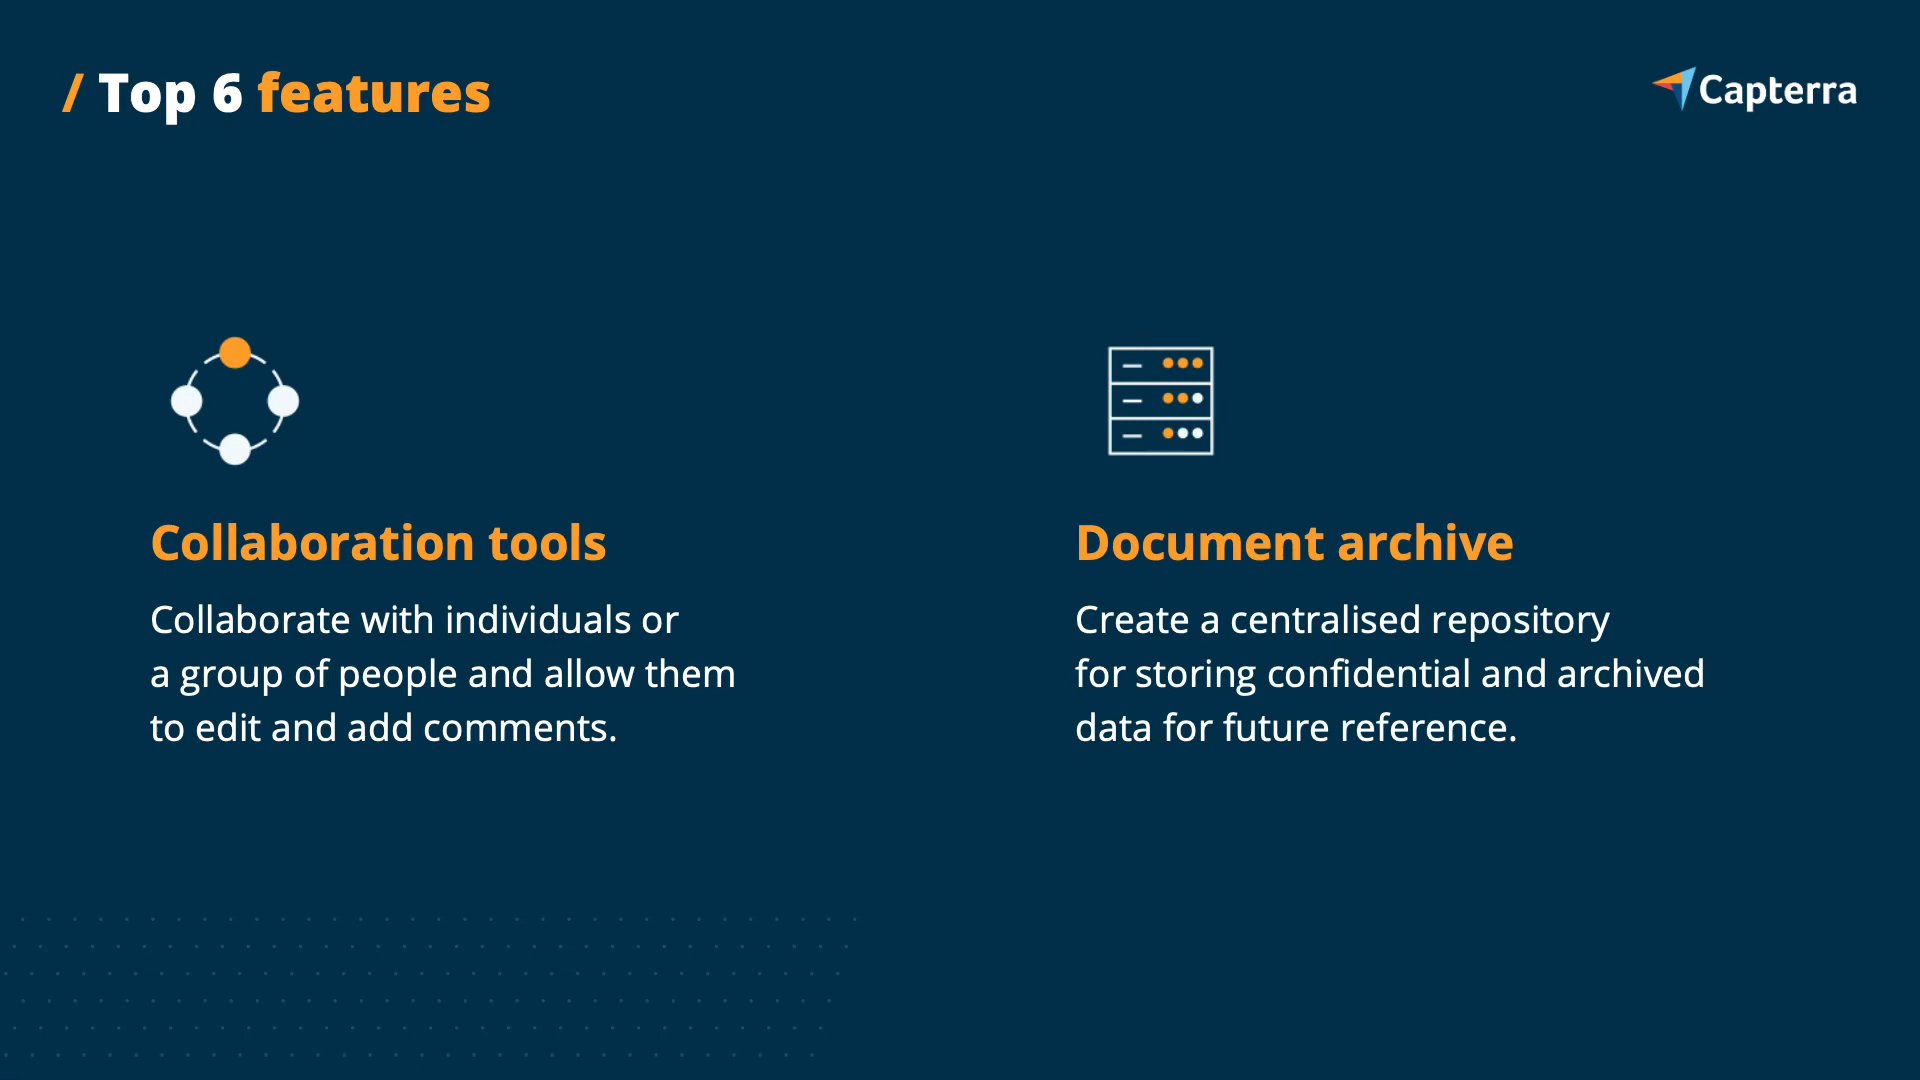 / Top 6 features
Capterra
Collaboration tools
Collaborate with individuals or
a group of people and allow them
to edit and add comments.
Document archive
Create a centralised repository
for storing confidential and archived
data for future reference.